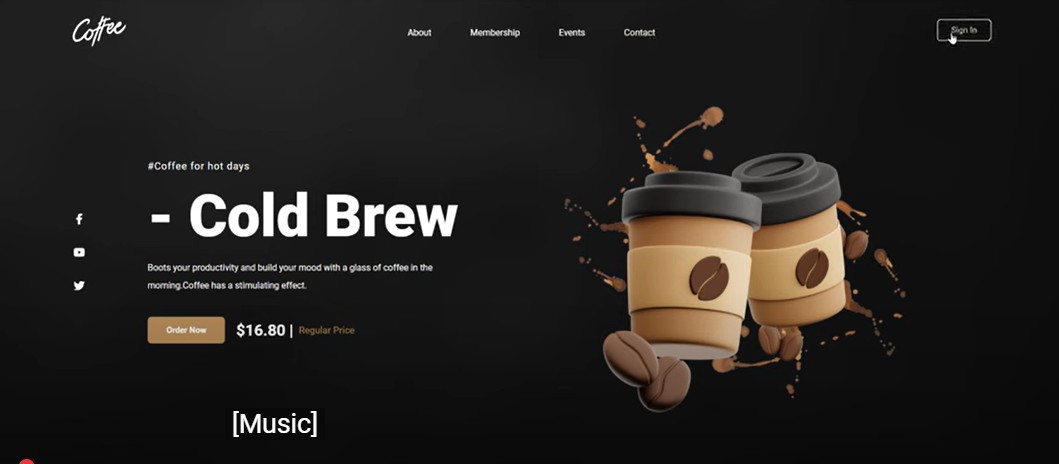 Coffee
About Membership Events Contact
Sign In
#Coffee for hot days
- Cold Brew
Boots your productivity and build your mood with a glass of coffee in the
morning.Coffee has a stimulating effect.
Order Now $16.80 | Regular Price
[Music]